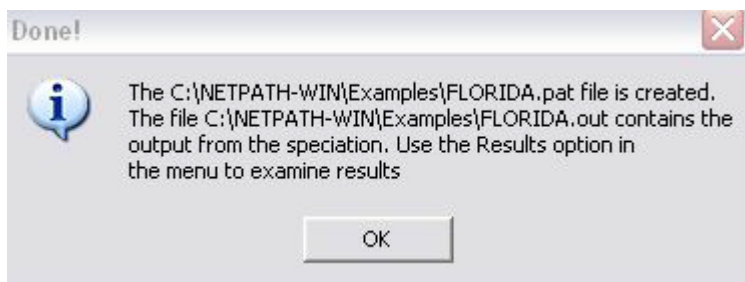 Done!
The C:\NETPATH-WIN\Examples\FLORIDA.pat file is created.
The file C:\NETPATH-WIN\Examples\FLORIDA.out contains the
output from the speciation. Use the Results option in
the menu to examine results
OK